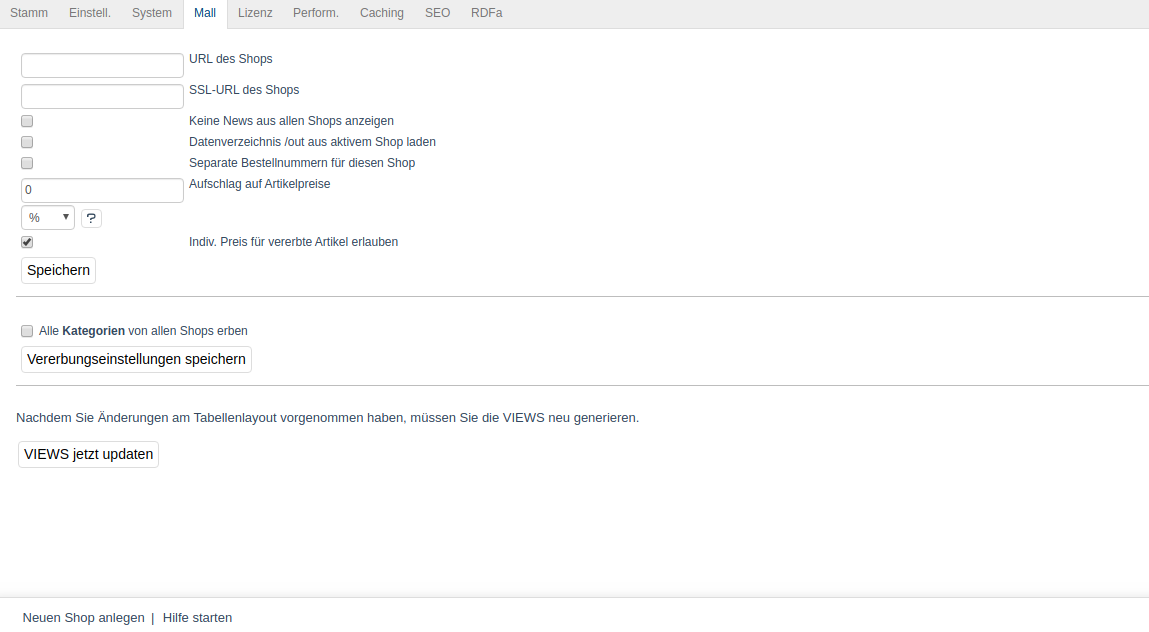 Stamm Einstell. System Mall Lizenz Perform. Caching SEO RDFa
URL des Shops
SSL-URL des Shops
Keine News aus allen Shops anzeigen
Datenverzeichnis /out aus aktivem Shop laden
Separate Bestellnummern für diesen Shop
0 Aufschlag auf Artikelpreise
% ?
Indiv. Preis für vererbte Artikel erlauben
Speichern
Alle Kategorien von allen Shops erben
Vererbungseinstellungen speichern
Nachdem Sie Änderungen am Tabellenlayout vorgenommen haben, müssen Sie die VIEWS neu generieren.
VIEWS jetzt updaten
Neuen Shop anlegen | Hilfe starten